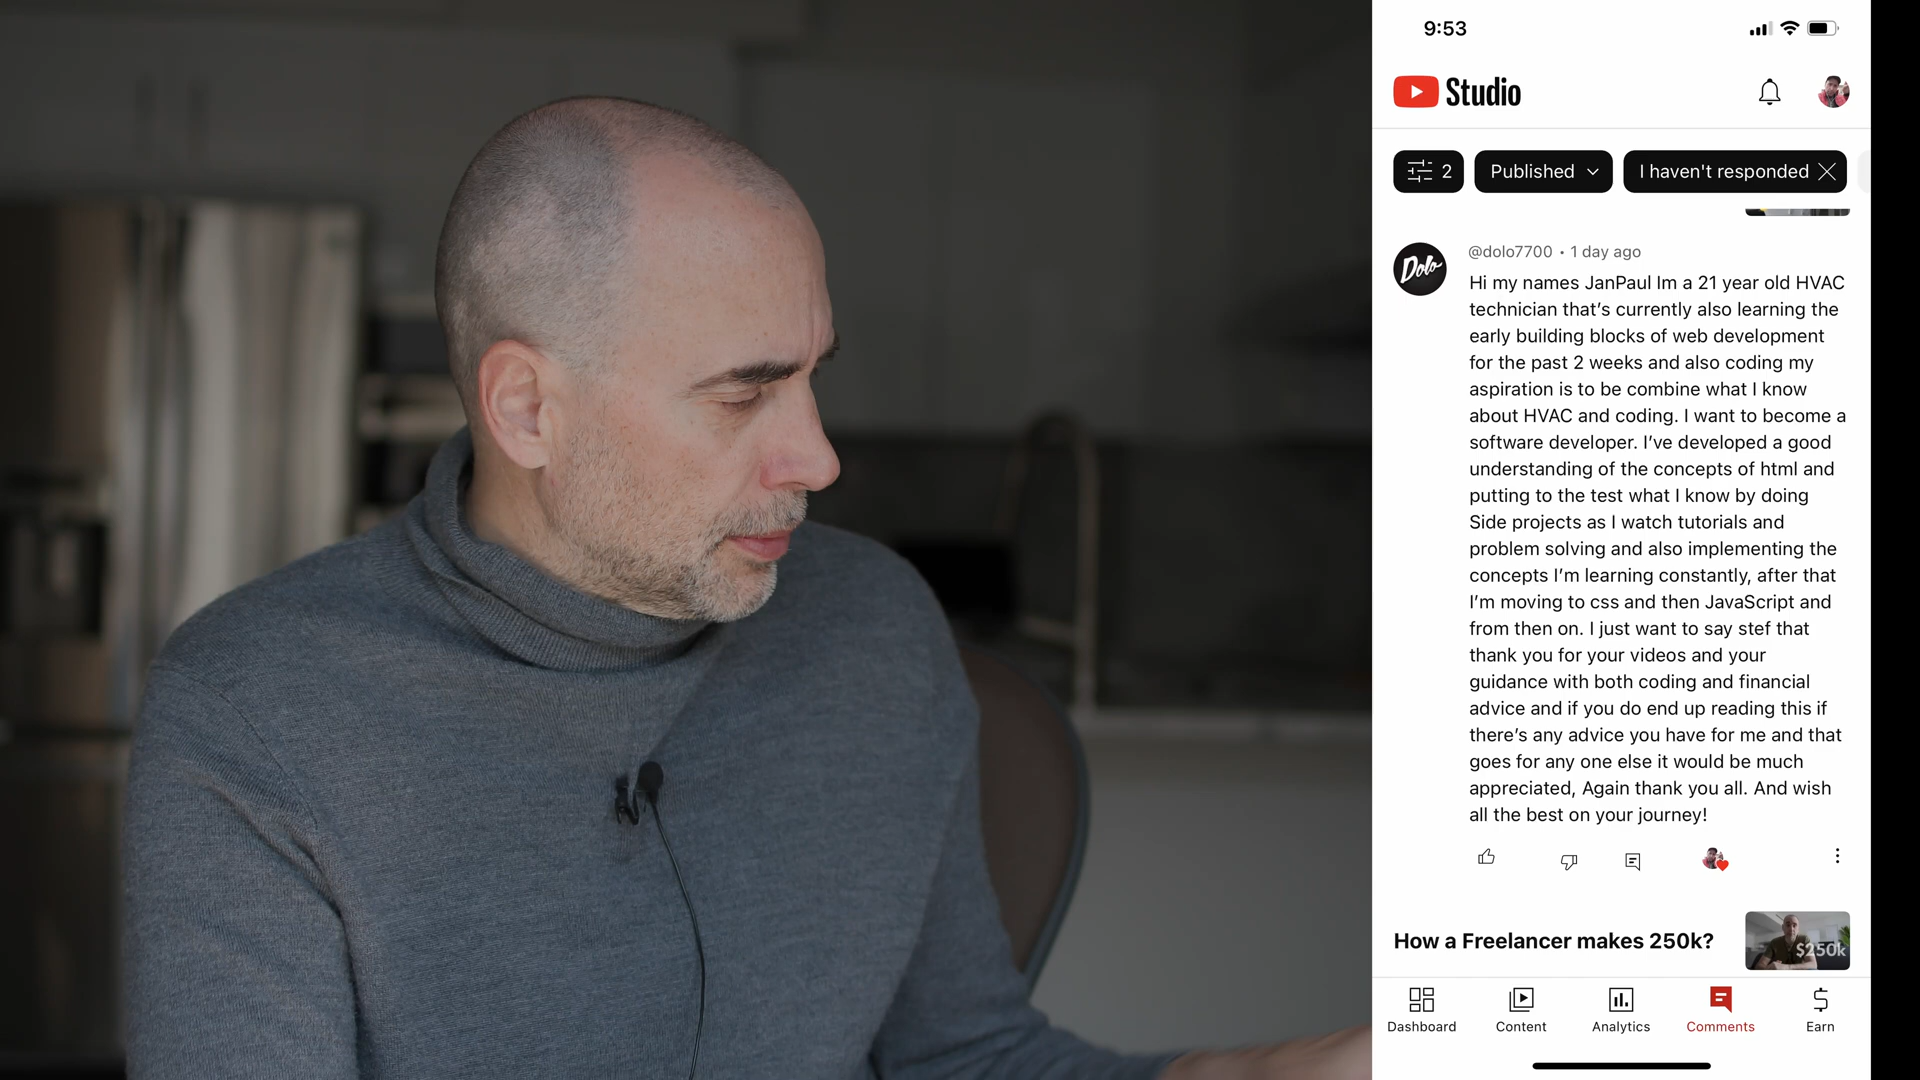 9:53
Studio
2
Published
I haven't responded
Dolo
@dolo7700 • 1 day ago
Hi my names JanPaul Im a 21 year old HVAC
technician that’s currently also learning the
early building blocks of web development
for the past 2 weeks and also coding my
aspiration is to be combine what I know
about HVAC and coding. I want to become a
software developer. I’ve developed a good
understanding of the concepts of html and
putting to the test what I know by doing
Side projects as I watch tutorials and
problem solving and also implementing the
concepts I’m learning constantly, after that
I’m moving to css and then JavaScript and
from then on. I just want to say stef that
thank you for your videos and your
guidance with both coding and financial
advice and if you do end up reading this if
there’s any advice you have for me and that
goes for any one else it would be much
appreciated, Again thank you all. And wish
all the best on your journey!
How a Freelancer makes 250k?
$250k
Dashboard
Content
Analytics
Comments
Earn